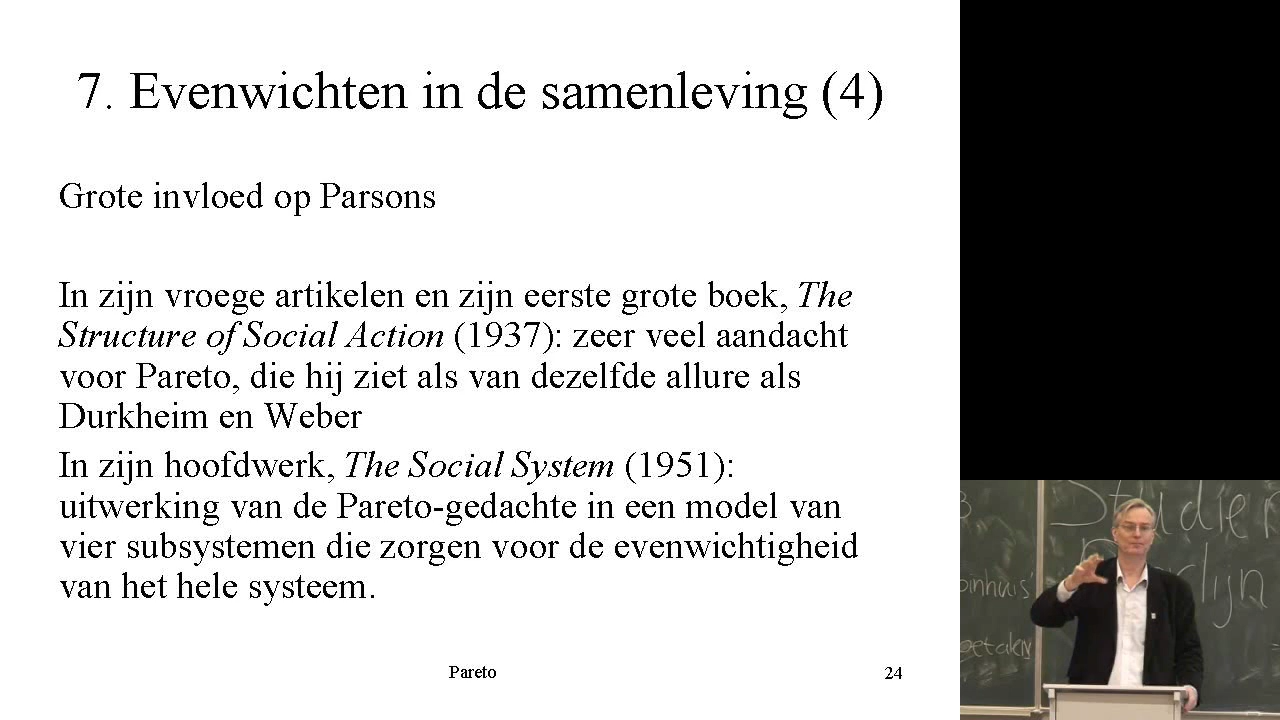 7. Evenwichten in de samenleving (4)
Grote invloed op Parsons
In zijn vroege artikelen en zijn eerste grote boek, The
Structure of Social Action (1937): zeer veel aandacht
voor Pareto, die hij ziet als van dezelfde allure als
Durkheim en Weber
In zijn hoofdwerk, The Social System (1951):
uitwerking van de Pareto-gedachte in een model van
vier subsystemen die zorgen voor de evenwichtigheid
van het hele systeem.
Pareto
24